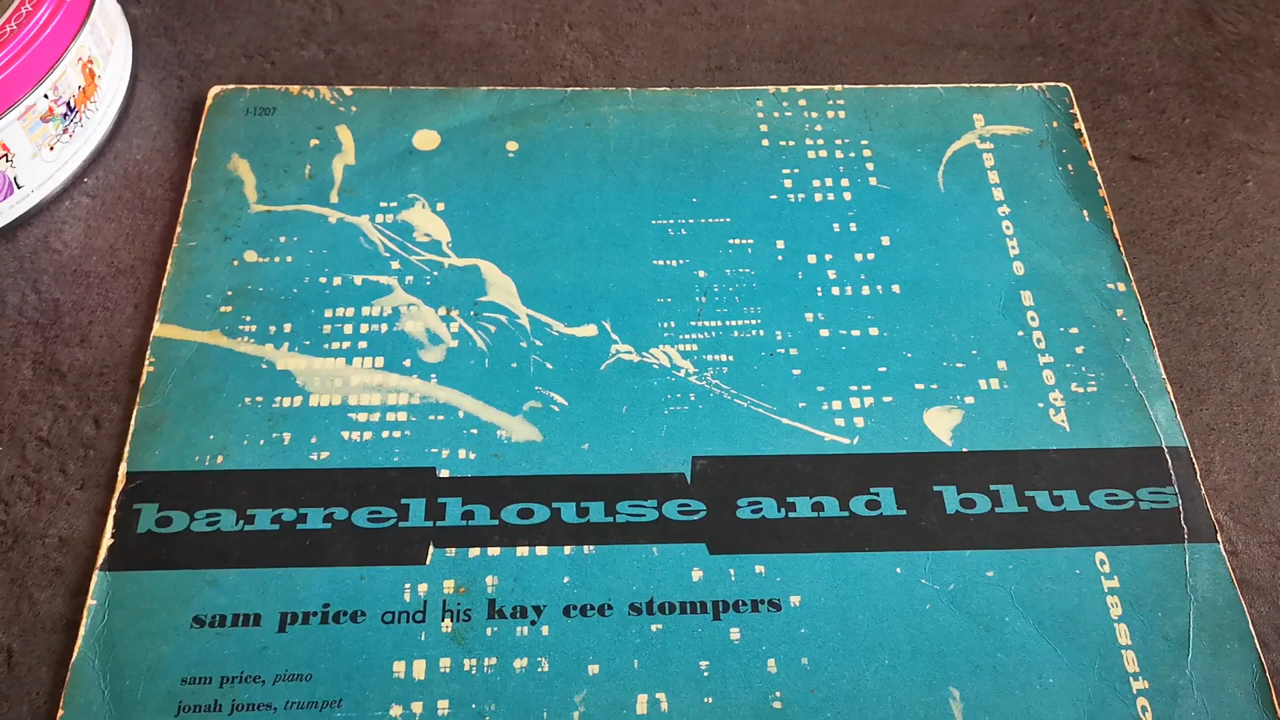 J-1207
a jazztone society
barrelhouse and blues
classic
sam price and his kay cee stompers
sam price, piano
jonah jones, trumpet